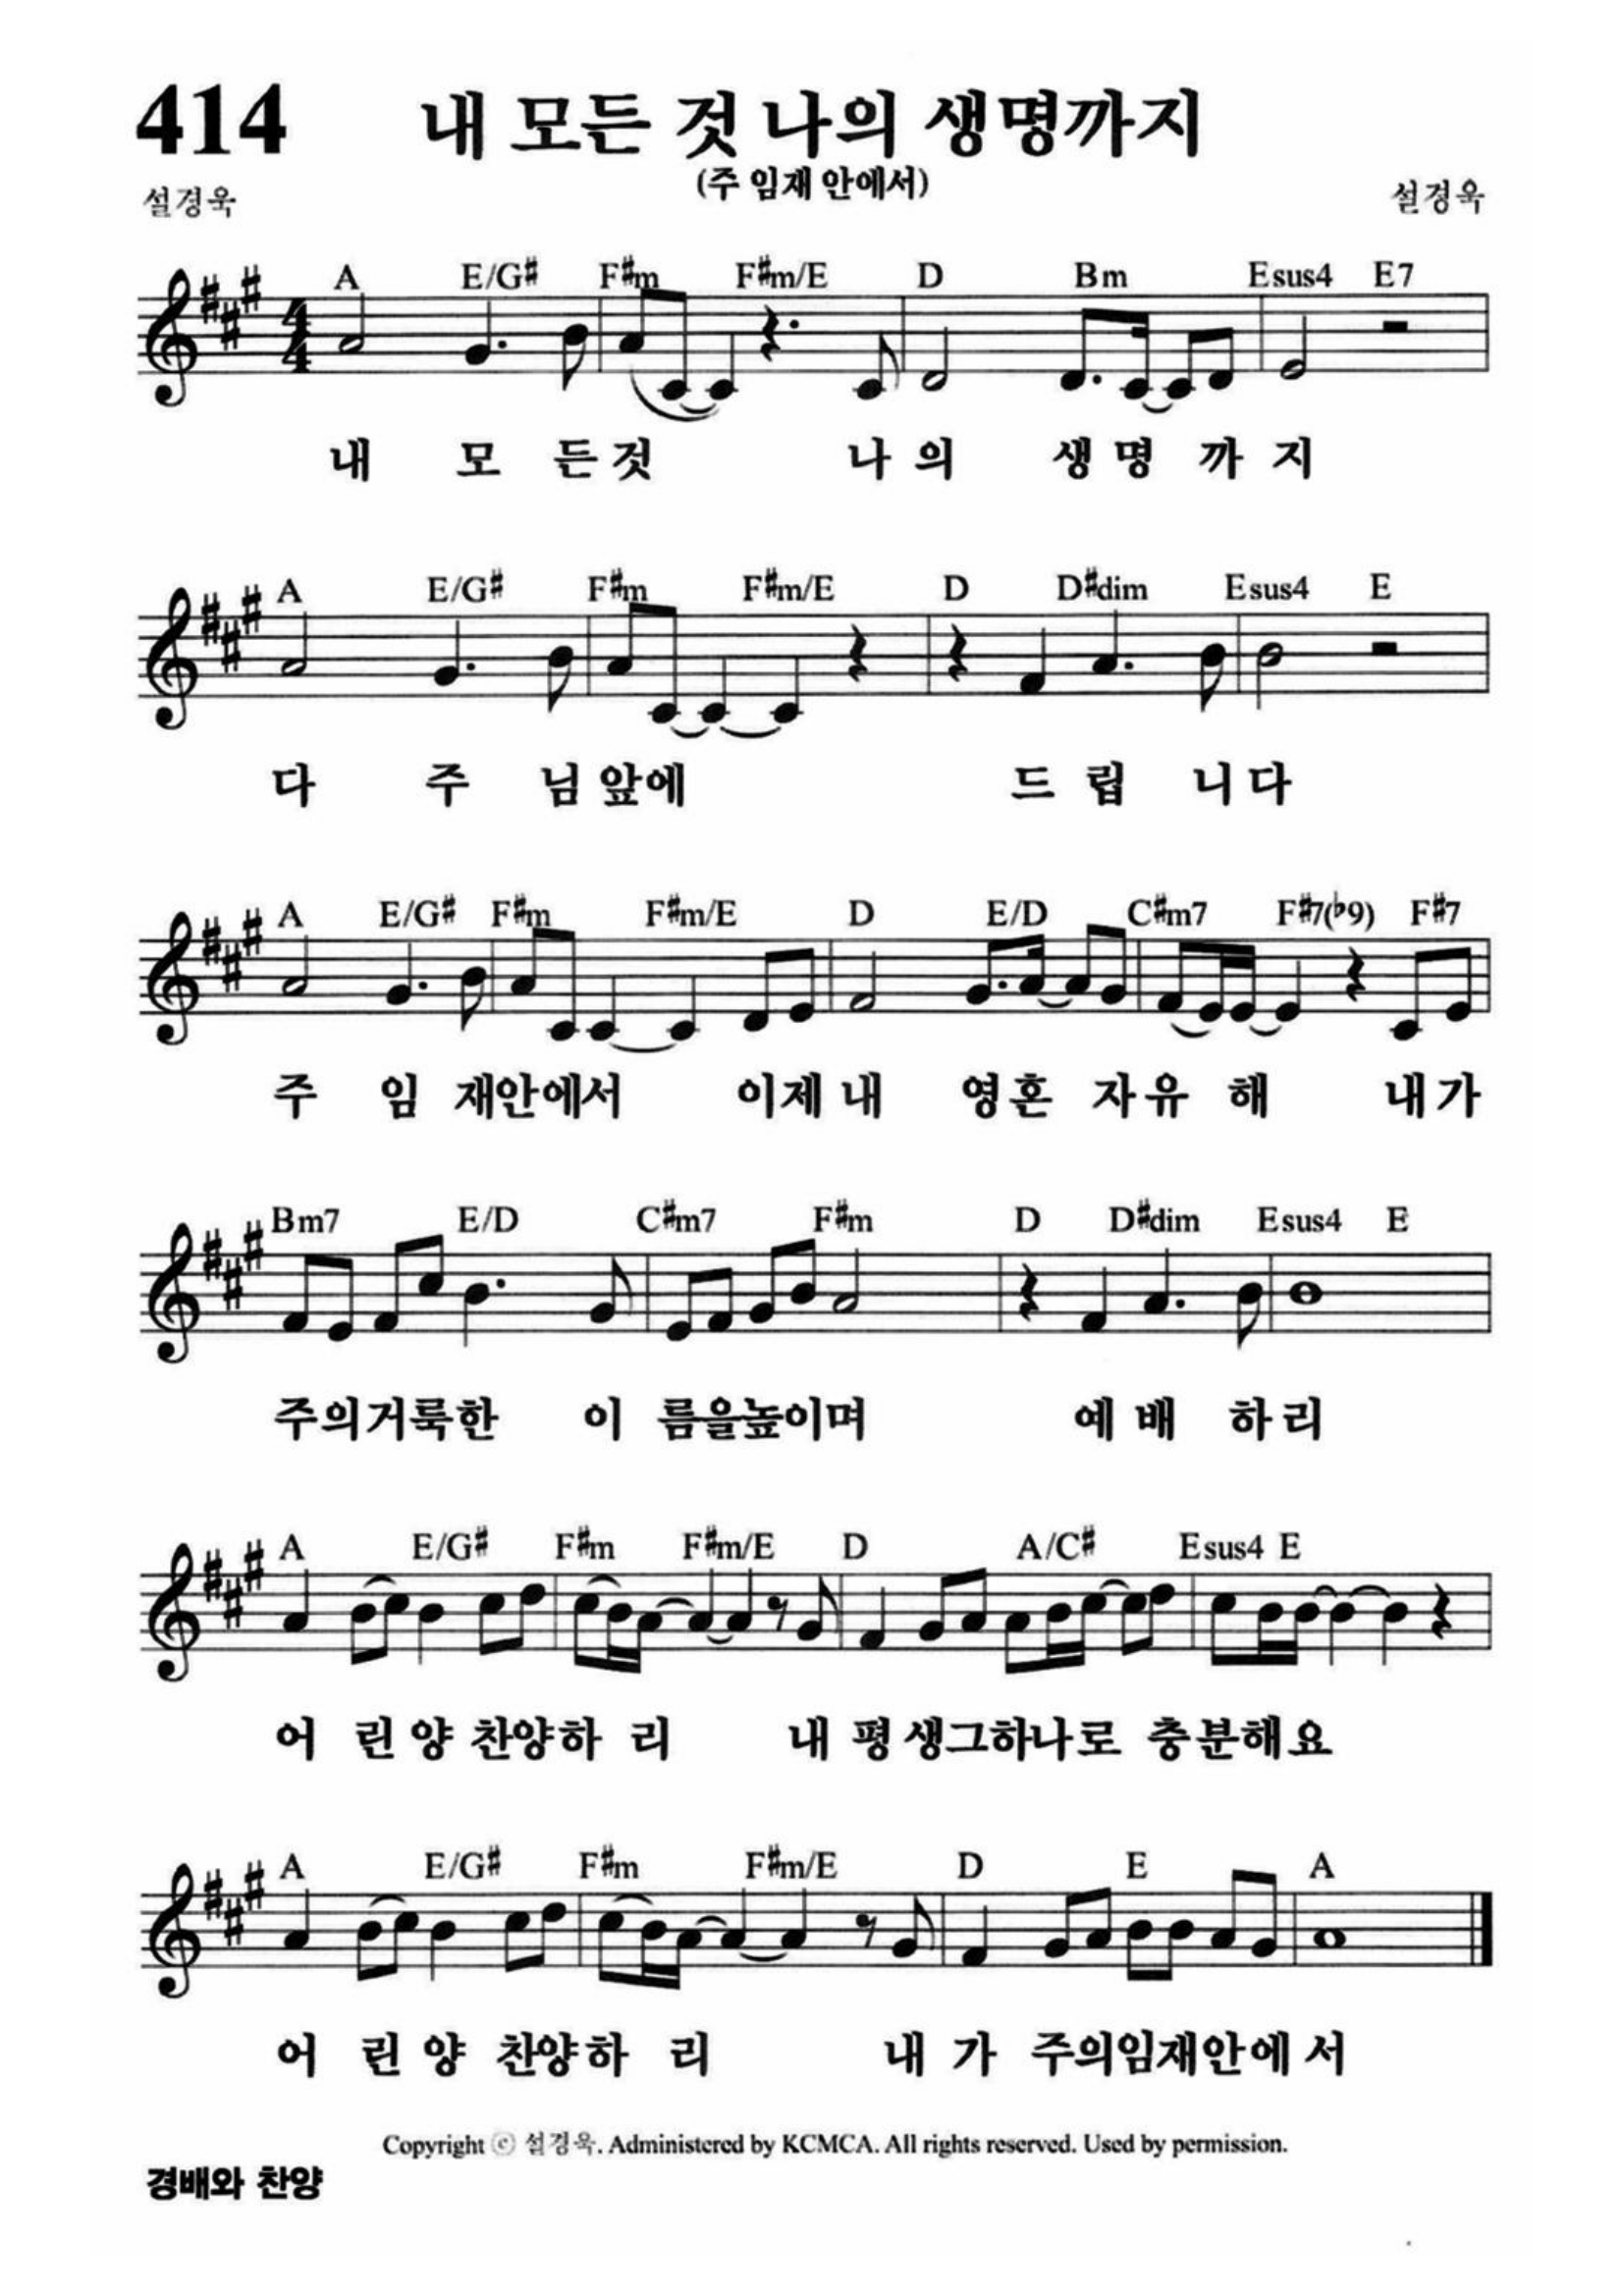 414 내 모든 것 나의 생명까지
(주 임재 안에서)
설경욱 설경욱
A E/G# F#m F#m/E D Bm Esus4 E7
내 모 든것 나 의 생 명 까 지
A E/G# F#m F#m/E D D#dim Esus4 E
다 주 님 앞에 드 립 니 다
A E/G# F#m F#m/E D E/D C#m7 F#7(b9) F#7
주 임 재안에서 이제 내 영 혼 자 유 해 내 가
Bm7 E/D C#m7 F#m D D#dim Esus4 E
주의거룩한 이 름을높이며 예 배 하 리
A E/G# F#m F#m/E D A/C# Esus4 E
어 린 양 찬양하 리 내 평 생그하나로 충분해요
A E/G# F#m F#m/E D E A
어 린 양 찬양하 리 내 가 주의임재안에 서
Copyright ⓒ 설경욱. Administered by KCMCA. All rights reserved. Used by permission.
경배와 찬양